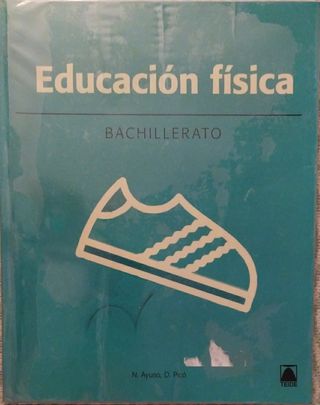 Educación física
BACHILLERATO
N. Ayuso, D. Picó
TEIDE